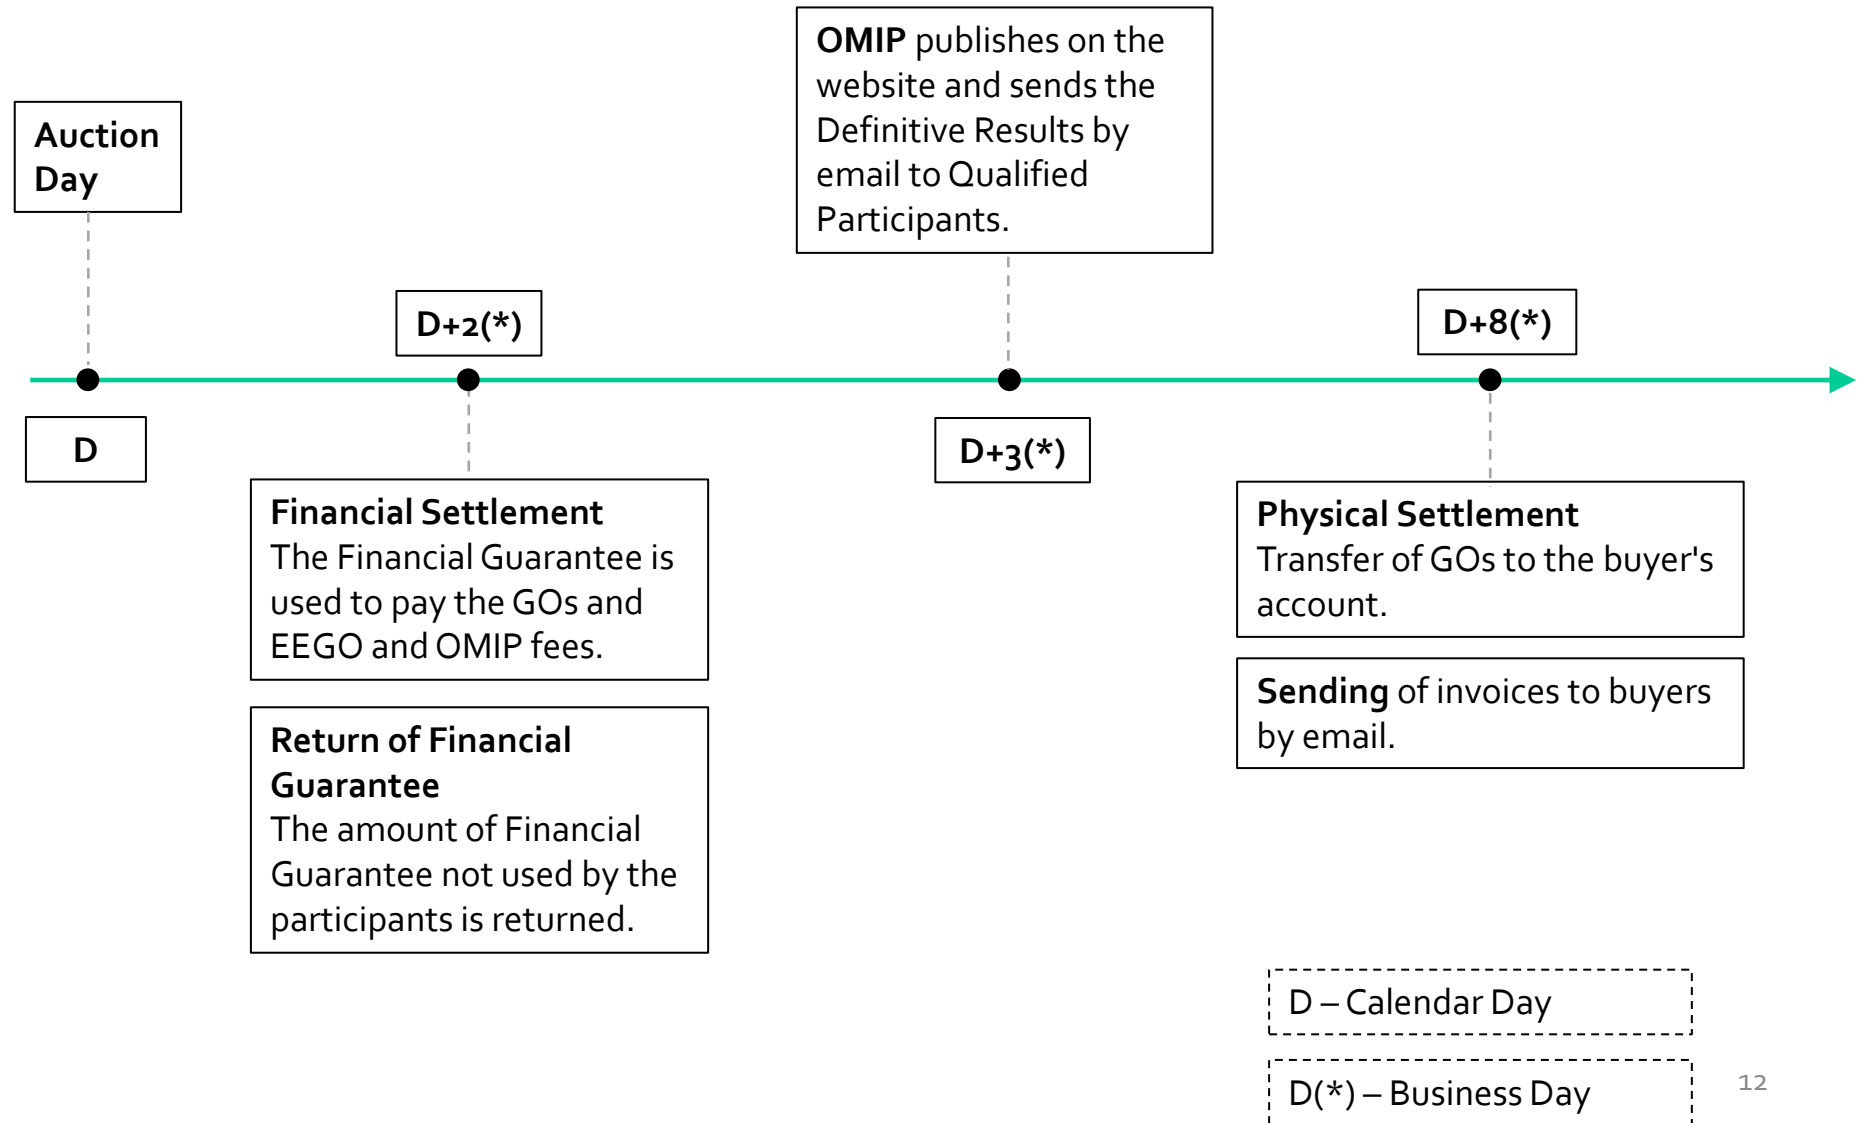 OMIP publishes on the
website and sends the
Definitive Results by
email to Qualified
Participants.
Auction
Day
D+2(*)
D+8(*)
D
D+3(*)
Financial Settlement
The Financial Guarantee is
used to pay the GOs and
EEGO and OMIP fees.
Physical Settlement
Transfer of GOs to the buyer's
account.
Sending of invoices to buyers
by email.
Return of Financial
Guarantee
The amount of Financial
Guarantee not used by the
participants is returned.
D – Calendar Day
D(*) – Business Day
12